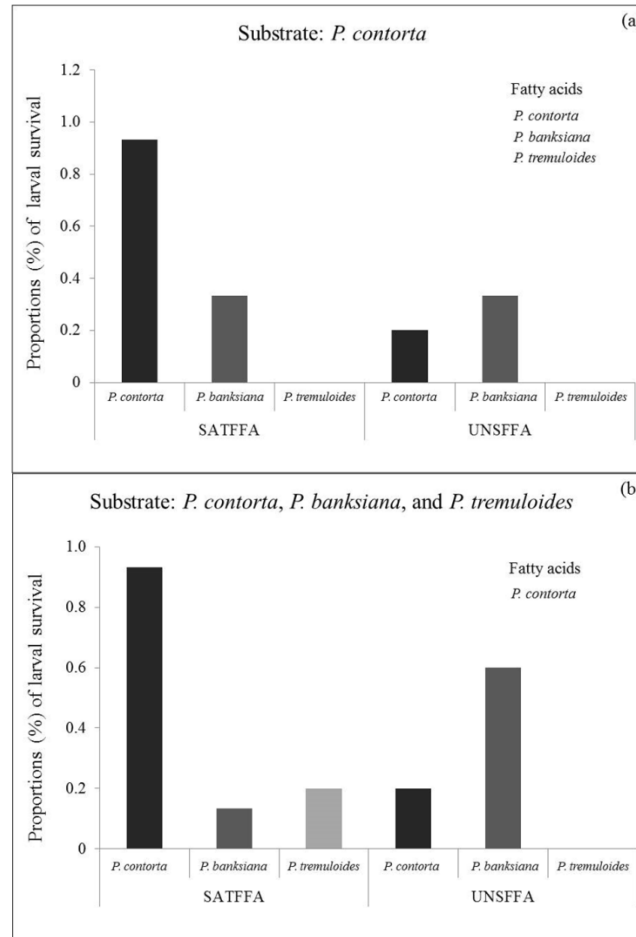 (a
Substrate: P. contorta
Proportions (%) of larval survival
1.2
1.0
0.8
0.6
0.4
0.2
0
Fatty acids
P. contorta
P. banksiana
P. tremuloides
P. contorta P. banksiana P. tremuloides P. contorta P. banksiana P. tremuloides
SATFFA UNSFFA
(b
Substrate: P. contorta, P. banksiana, and P. tremuloides
Proportions (%) of larval survival
1.0
0.8
0.6
0.4
0.2
0
Fatty acids
P. contorta
P. contorta P. banksiana P. tremuloides P. contorta P. banksiana P. tremuloides
SATFFA UNSFFA